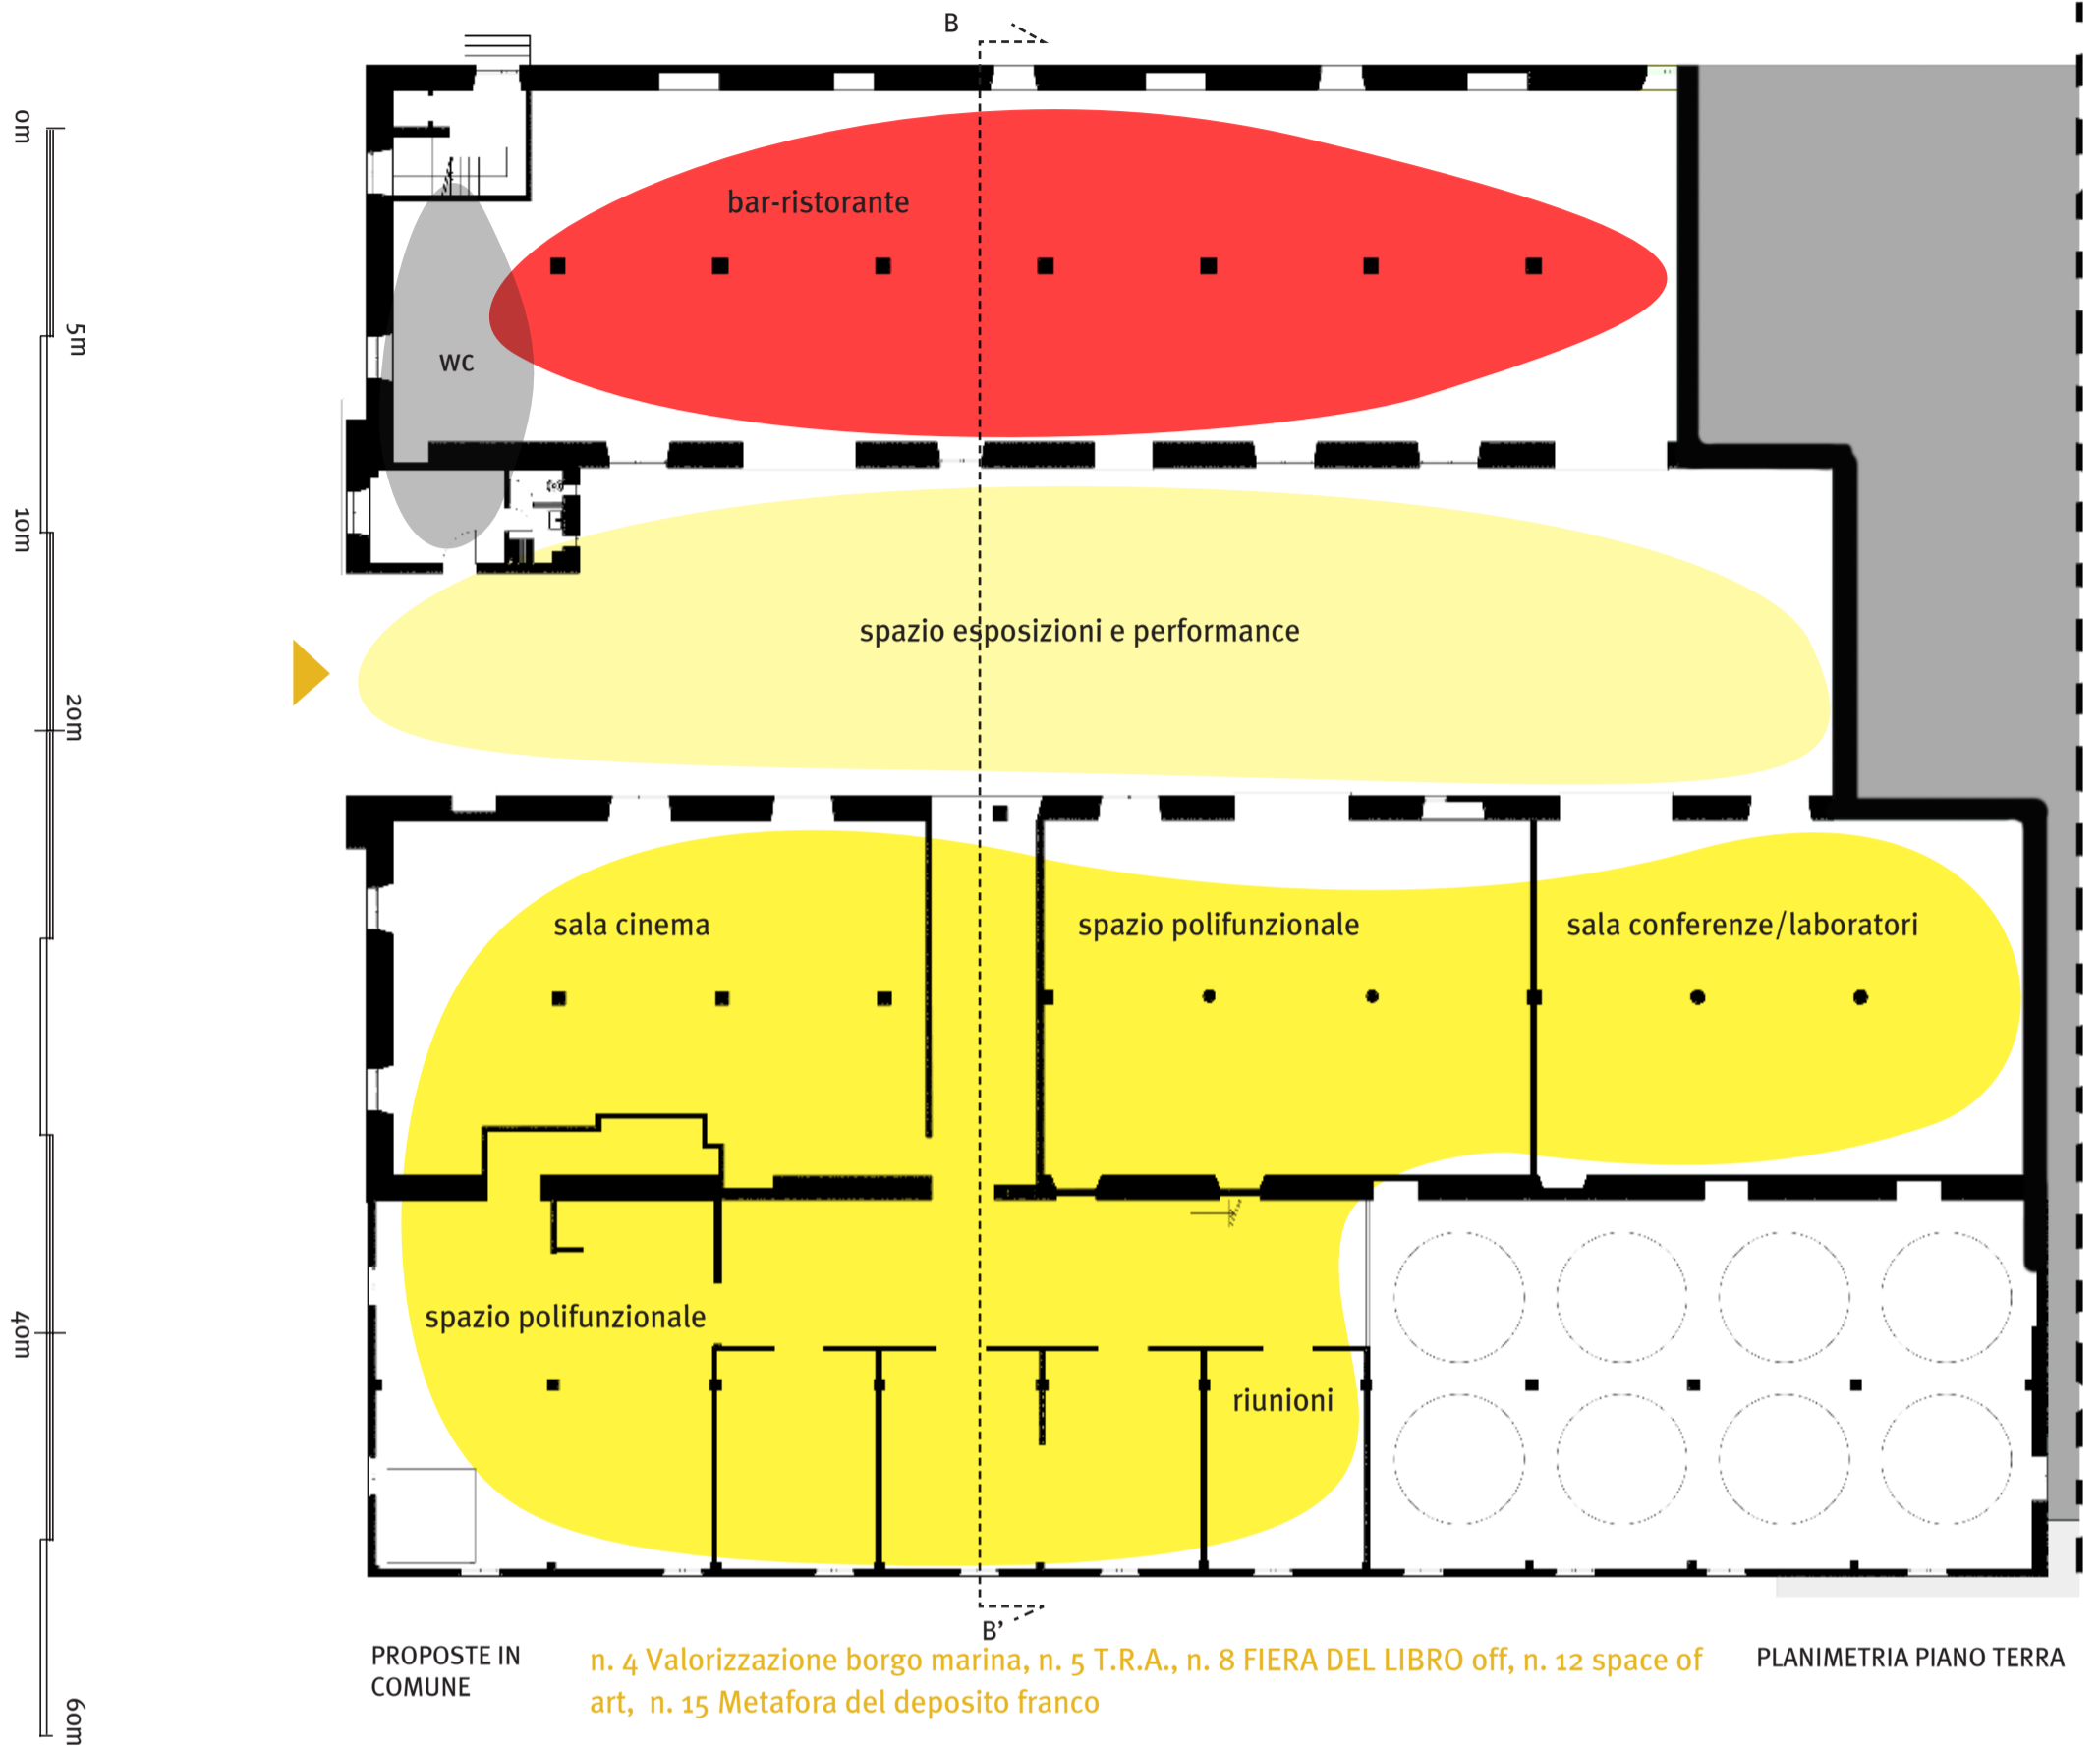 B
0m
5m
10m
20m
40m
60m
bar-ristorante
wc
spazio esposizioni e performance
sala cinema
spazio polifunzionale
sala conferenze/laboratori
spazio polifunzionale
riunioni
B’
PROPOSTE IN
COMUNE
n. 4 Valorizzazione borgo marina, n. 5 T.R.A., n. 8 FIERA DEL LIBRO off, n. 12 space of
art, n. 15 Metafora del deposito franco
PLANIMETRIA PIANO TERRA